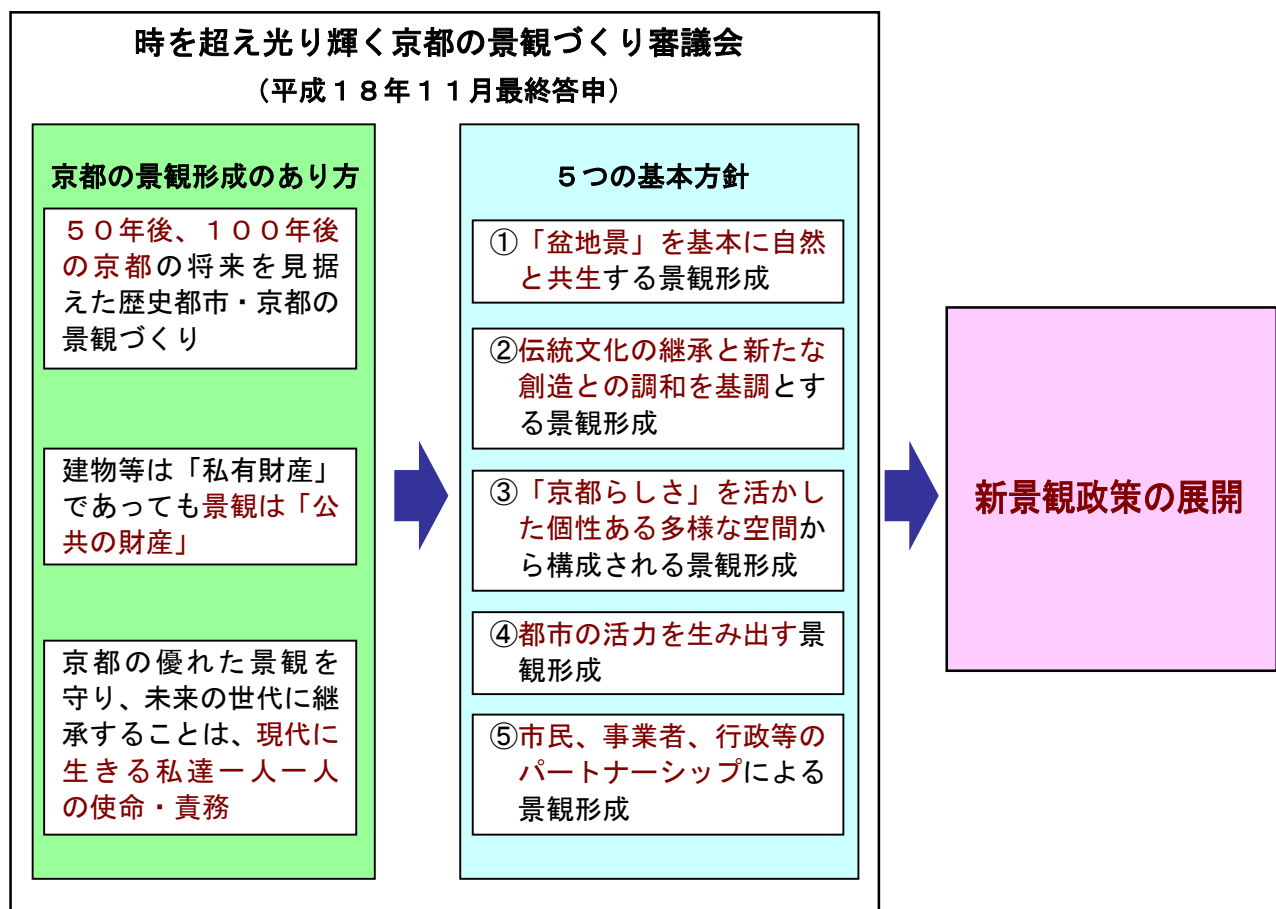 時を超え光り輝く京都の景観づくり審議会
(平成18年11月最終答申)
京都の景観形成のあり方
50年後、100年後
の京都の将来を見据
えた歴史都市・京都の
景観づくり
建物等は「私有財産」
であっても景観は「公
共の財産」
京都の優れた景観を
守り、未来の世代に継
承することは、現代に
生きる私達一人一人
の使命・責務
5つの基本方針
①「盆地景」を基本に自然
と共生する景観形成
②伝統文化の継承と新たな
創造との調和を基調とす
る景観形成
③「京都らしさ」を活かし
た個性ある多様な空間か
ら構成される景観形成
④都市の活力を生み出す景
観形成
⑤市民、事業者、行政等の
パートナーシップによる
景観形成
新景観政策の展開